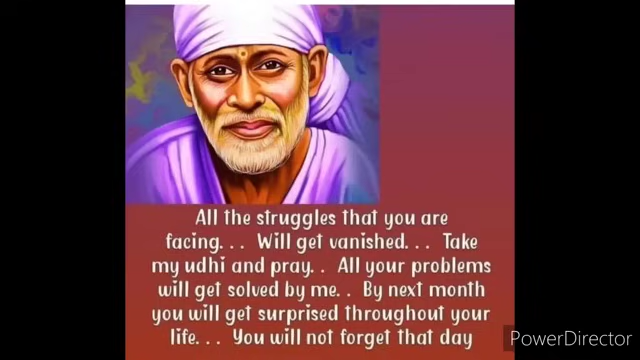 All the struggles that you are
facing. . . Will get vanished. . . Take
my udhi and pray. . All your problems
will get solved by me. . By next month
you will get surprised throughout your
life. . . You will not forget that day
PowerDirector